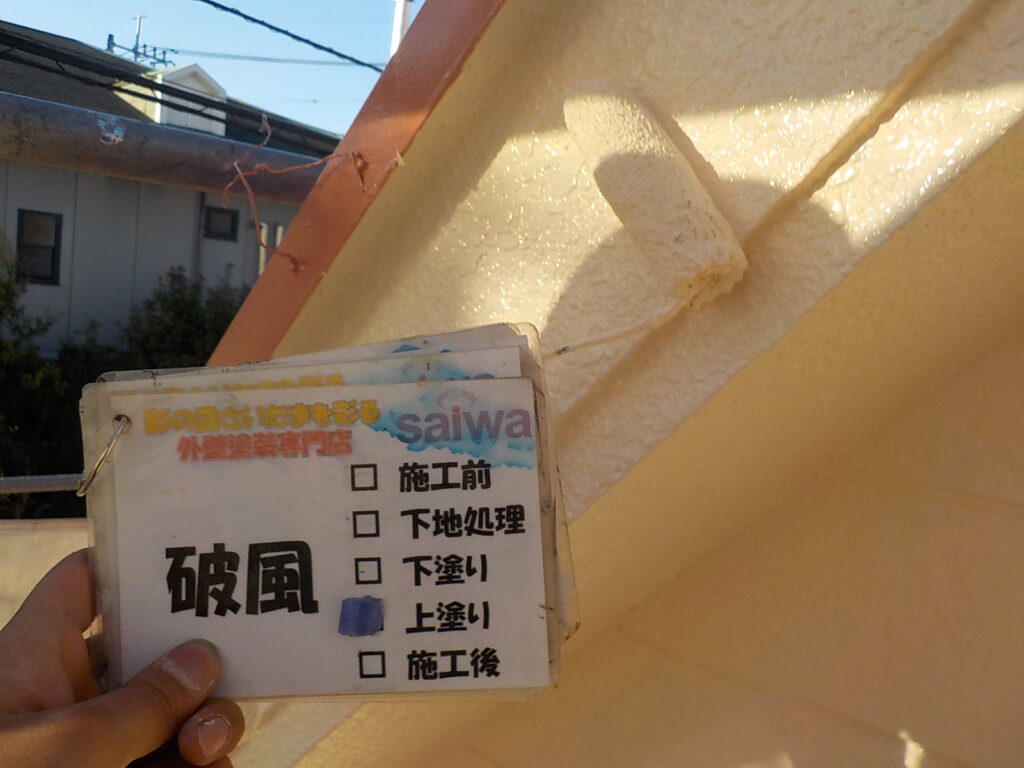 彩の国さいたまを彩る
外壁塗装専門店
saiwa
破風
施工前
下地処理
下塗り
上塗り
施工後